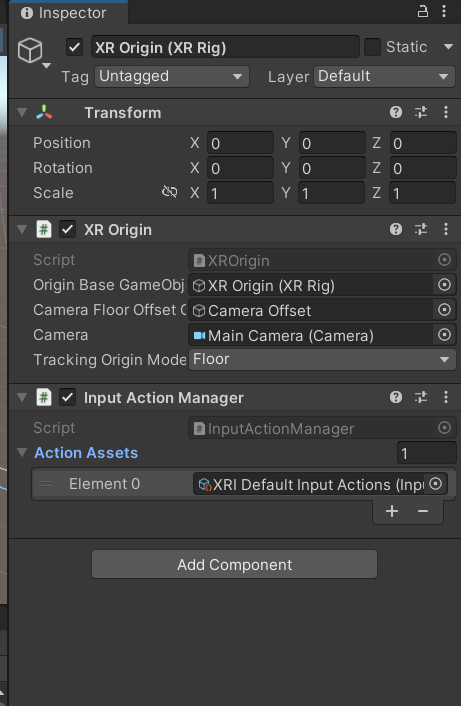 Inspector
XR Origin (XR Rig)
Static
Tag Untagged Layer Default
Transform
Position X 0 Y 0 Z 0
Rotation X 0 Y 0 Z 0
Scale X 1 Y 1 Z 1
XR Origin
Script XROrigin
Origin Base GameObj XR Origin (XR Rig)
Camera Floor Offset G Camera Offset
Camera Main Camera (Camera)
Tracking Origin Mode Floor
Input Action Manager
Script InputActionManager
Action Assets 1
Element 0 XRI Default Input Actions (Inpu
Add Component